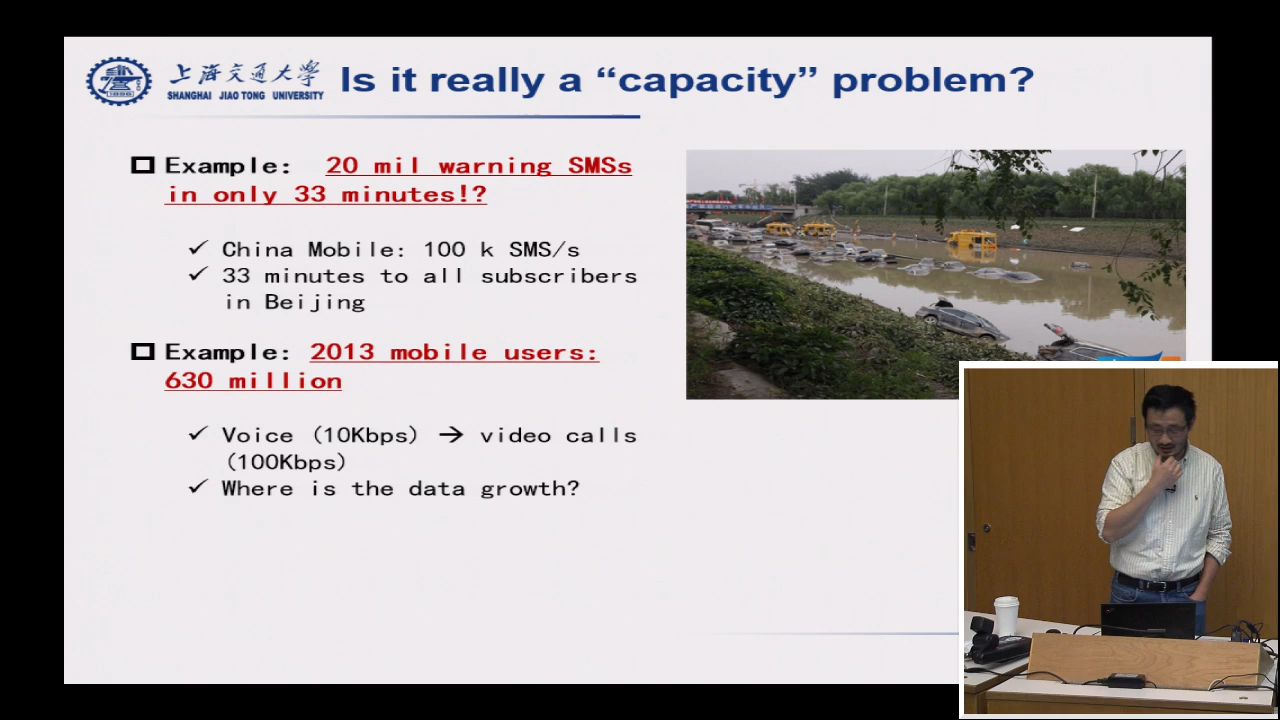 上海交通大學
SHANGHAI JIAO TONG UNIVERSITY
Is it really a “capacity” problem?
Example: 20 mil warning SMSs
in only 33 minutes!?
China Mobile: 100 k SMS/s
33 minutes to all subscribers
in Beijing
Example: 2013 mobile users:
630 million
Voice (10Kbps) → video calls
(100Kbps)
Where is the data growth?